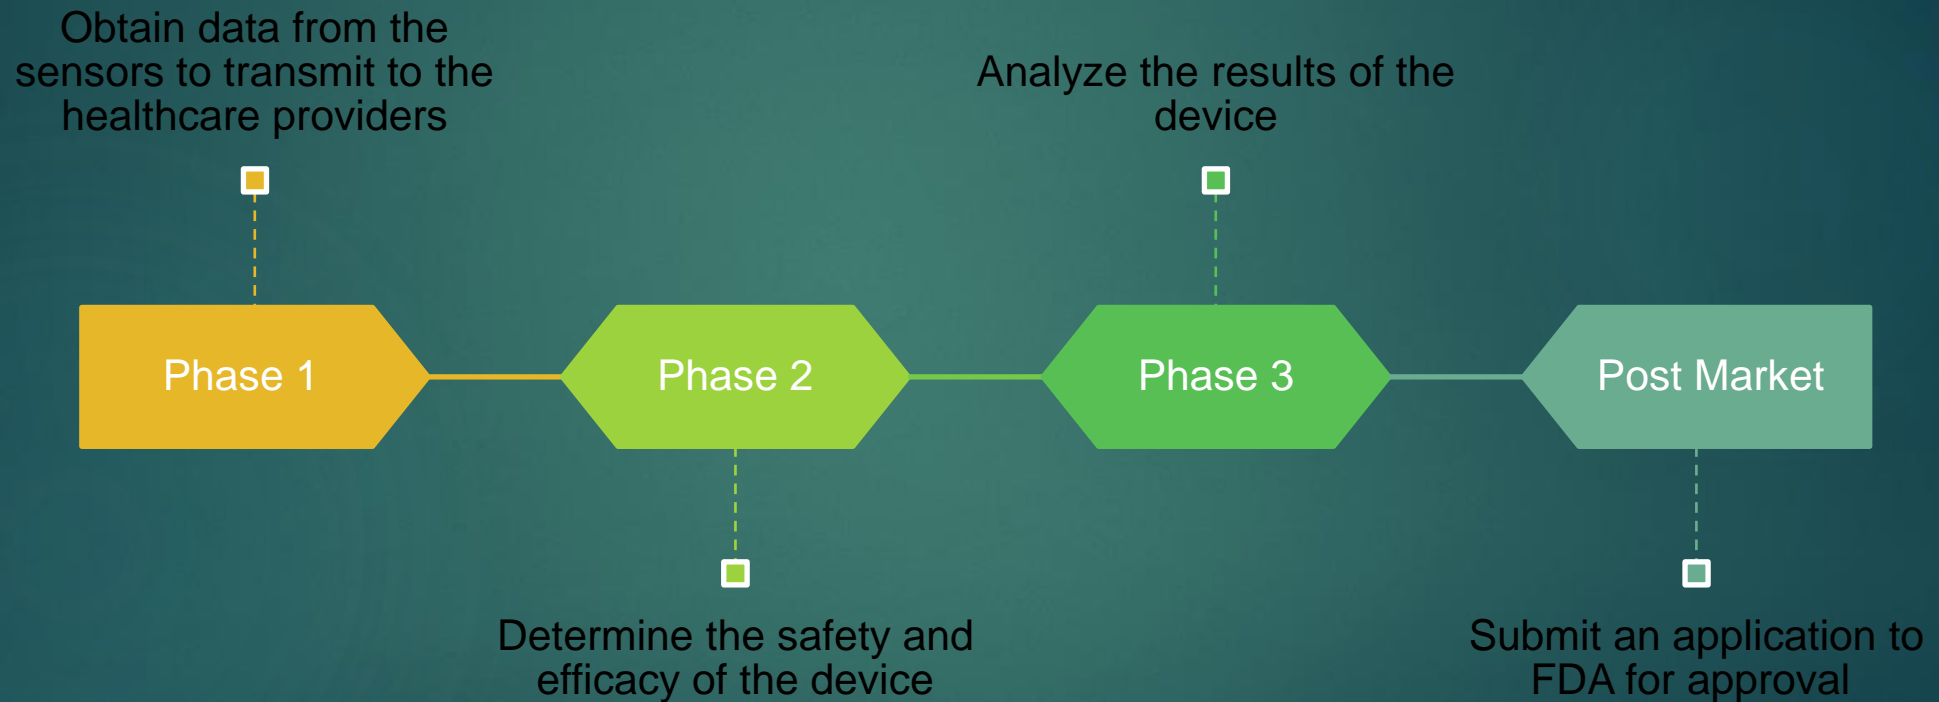 Obtain data from the
sensors to transmit to the
healthcare providers
Analyze the results of the
device
Phase 1
Phase 2
Phase 3
Post Market
Determine the safety and
efficacy of the device
Submit an application to
FDA for approval